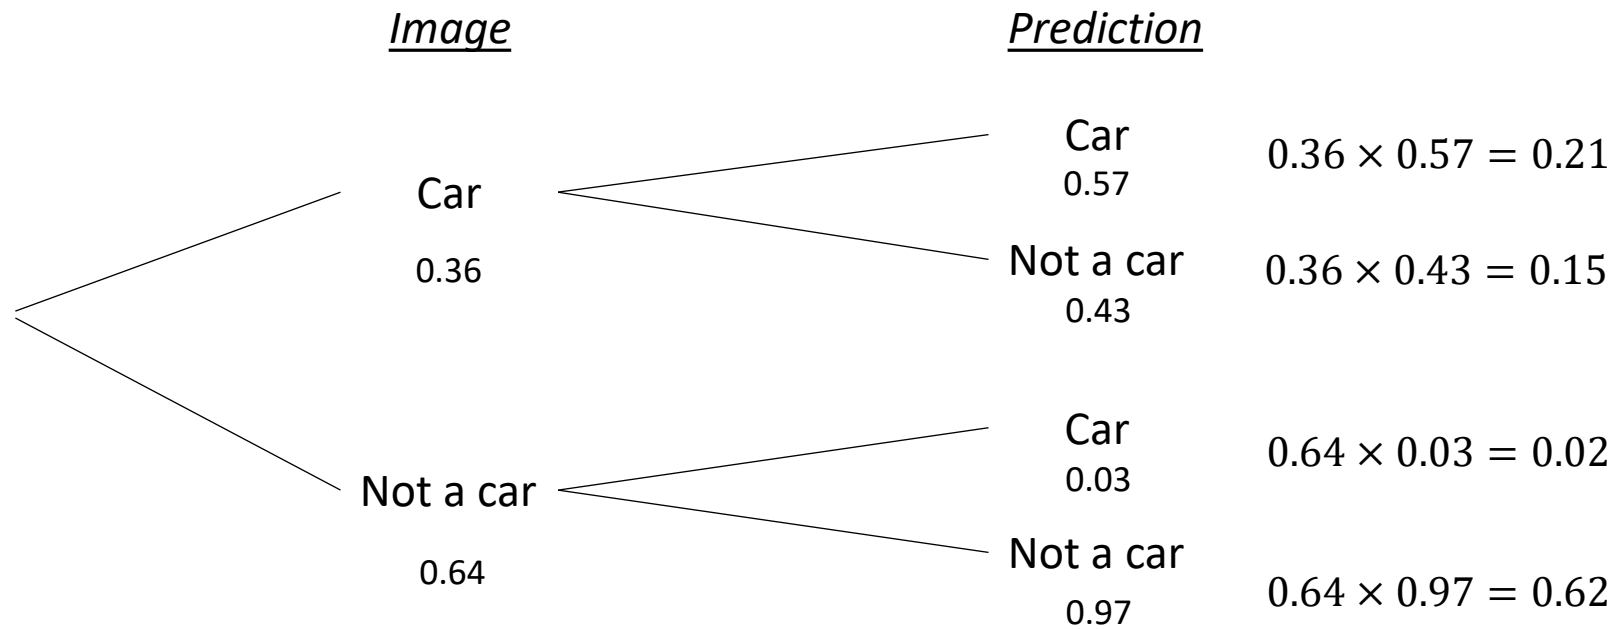 Image
Prediction
Car
0.57
0.36 × 0.57 = 0.21
Car
0.36
Not a car
0.43
0.36 × 0.43 = 0.15
Car
0.03
0.64 × 0.03 = 0.02
Not a car
0.64
Not a car
0.97
0.64 × 0.97 = 0.62